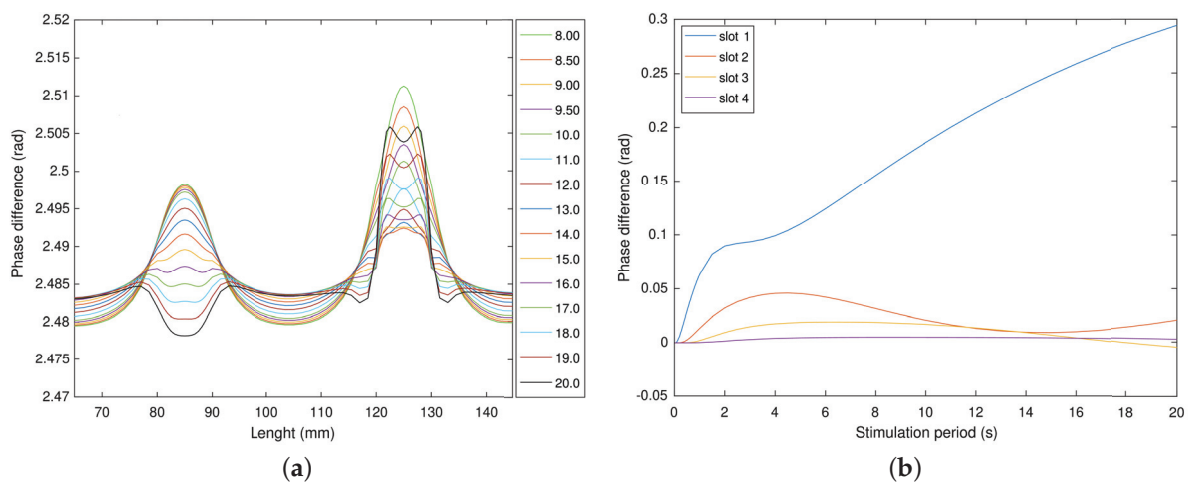 2.52
2.515
2.51
2.505
2.5
2.495
2.49
2.485
2.48
2.475
2.47
Phase difference (rad)
70 80 90 100 110 120 130 140
Lenght (mm)
8.00
8.50
9.00
9.50
10.0
11.0
12.0
13.0
14.0
15.0
16.0
17.0
18.0
19.0
20.0
(a)
0.3
0.25
0.2
0.15
0.1
0.05
0
-0.05
Phase difference (rad)
slot 1
slot 2
slot 3
slot 4
0 2 4 6 8 10 12 14 16 18 20
Stimulation period (s)
(b)